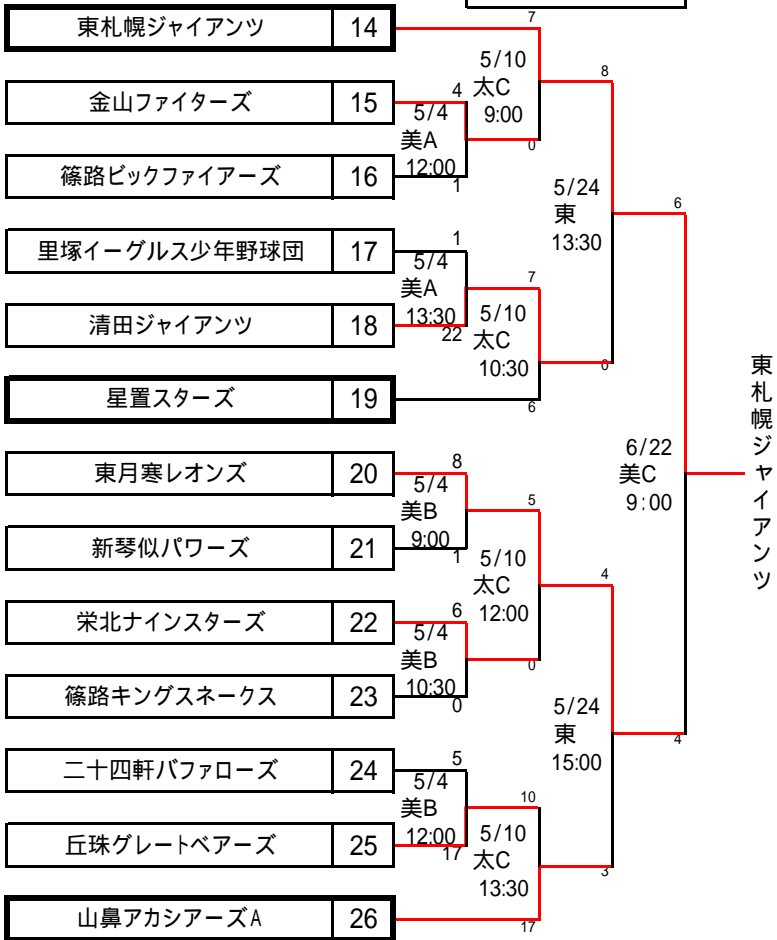 7
東札幌ジャイアンツ 14
5/10
太C
9:00
8
金山ファイターズ 15
4
5/4
美A
12:00
0
篠路ビックファイアーズ 16
1
5/24
東
13:30
6
里塚イーグルス少年野球団 17
1
5/4
美A
13:30
7
清田ジャイアンツ 18
22
5/10
太C
10:30
0
星置スターズ 19
6
東札幌ジャイアンツ
6/22
美C
9:00
東月寒レオンズ 20
8
5/4
美B
9:00
5
新琴似パワーズ 21
1
5/10
太C
12:00
4
栄北ナインスターズ 22
6
5/4
美B
10:30
0
篠路キングスネークス 23
0
5/24
東
15:00
4
二十四軒バファローズ 24
5
5/4
美B
12:00
10
丘珠グレートベアーズ 25
17
5/10
太C
13:30
3
山鼻アカシアーズA 26
17